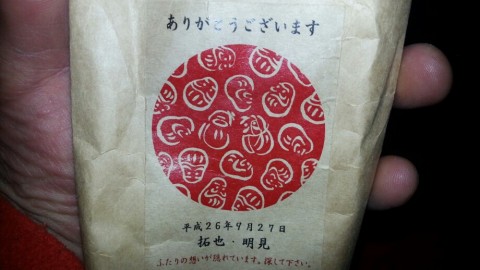 ありがとうございます
平成26年9月27日
拓也・明見
ふたりの想いが隠れています。探して下さい。